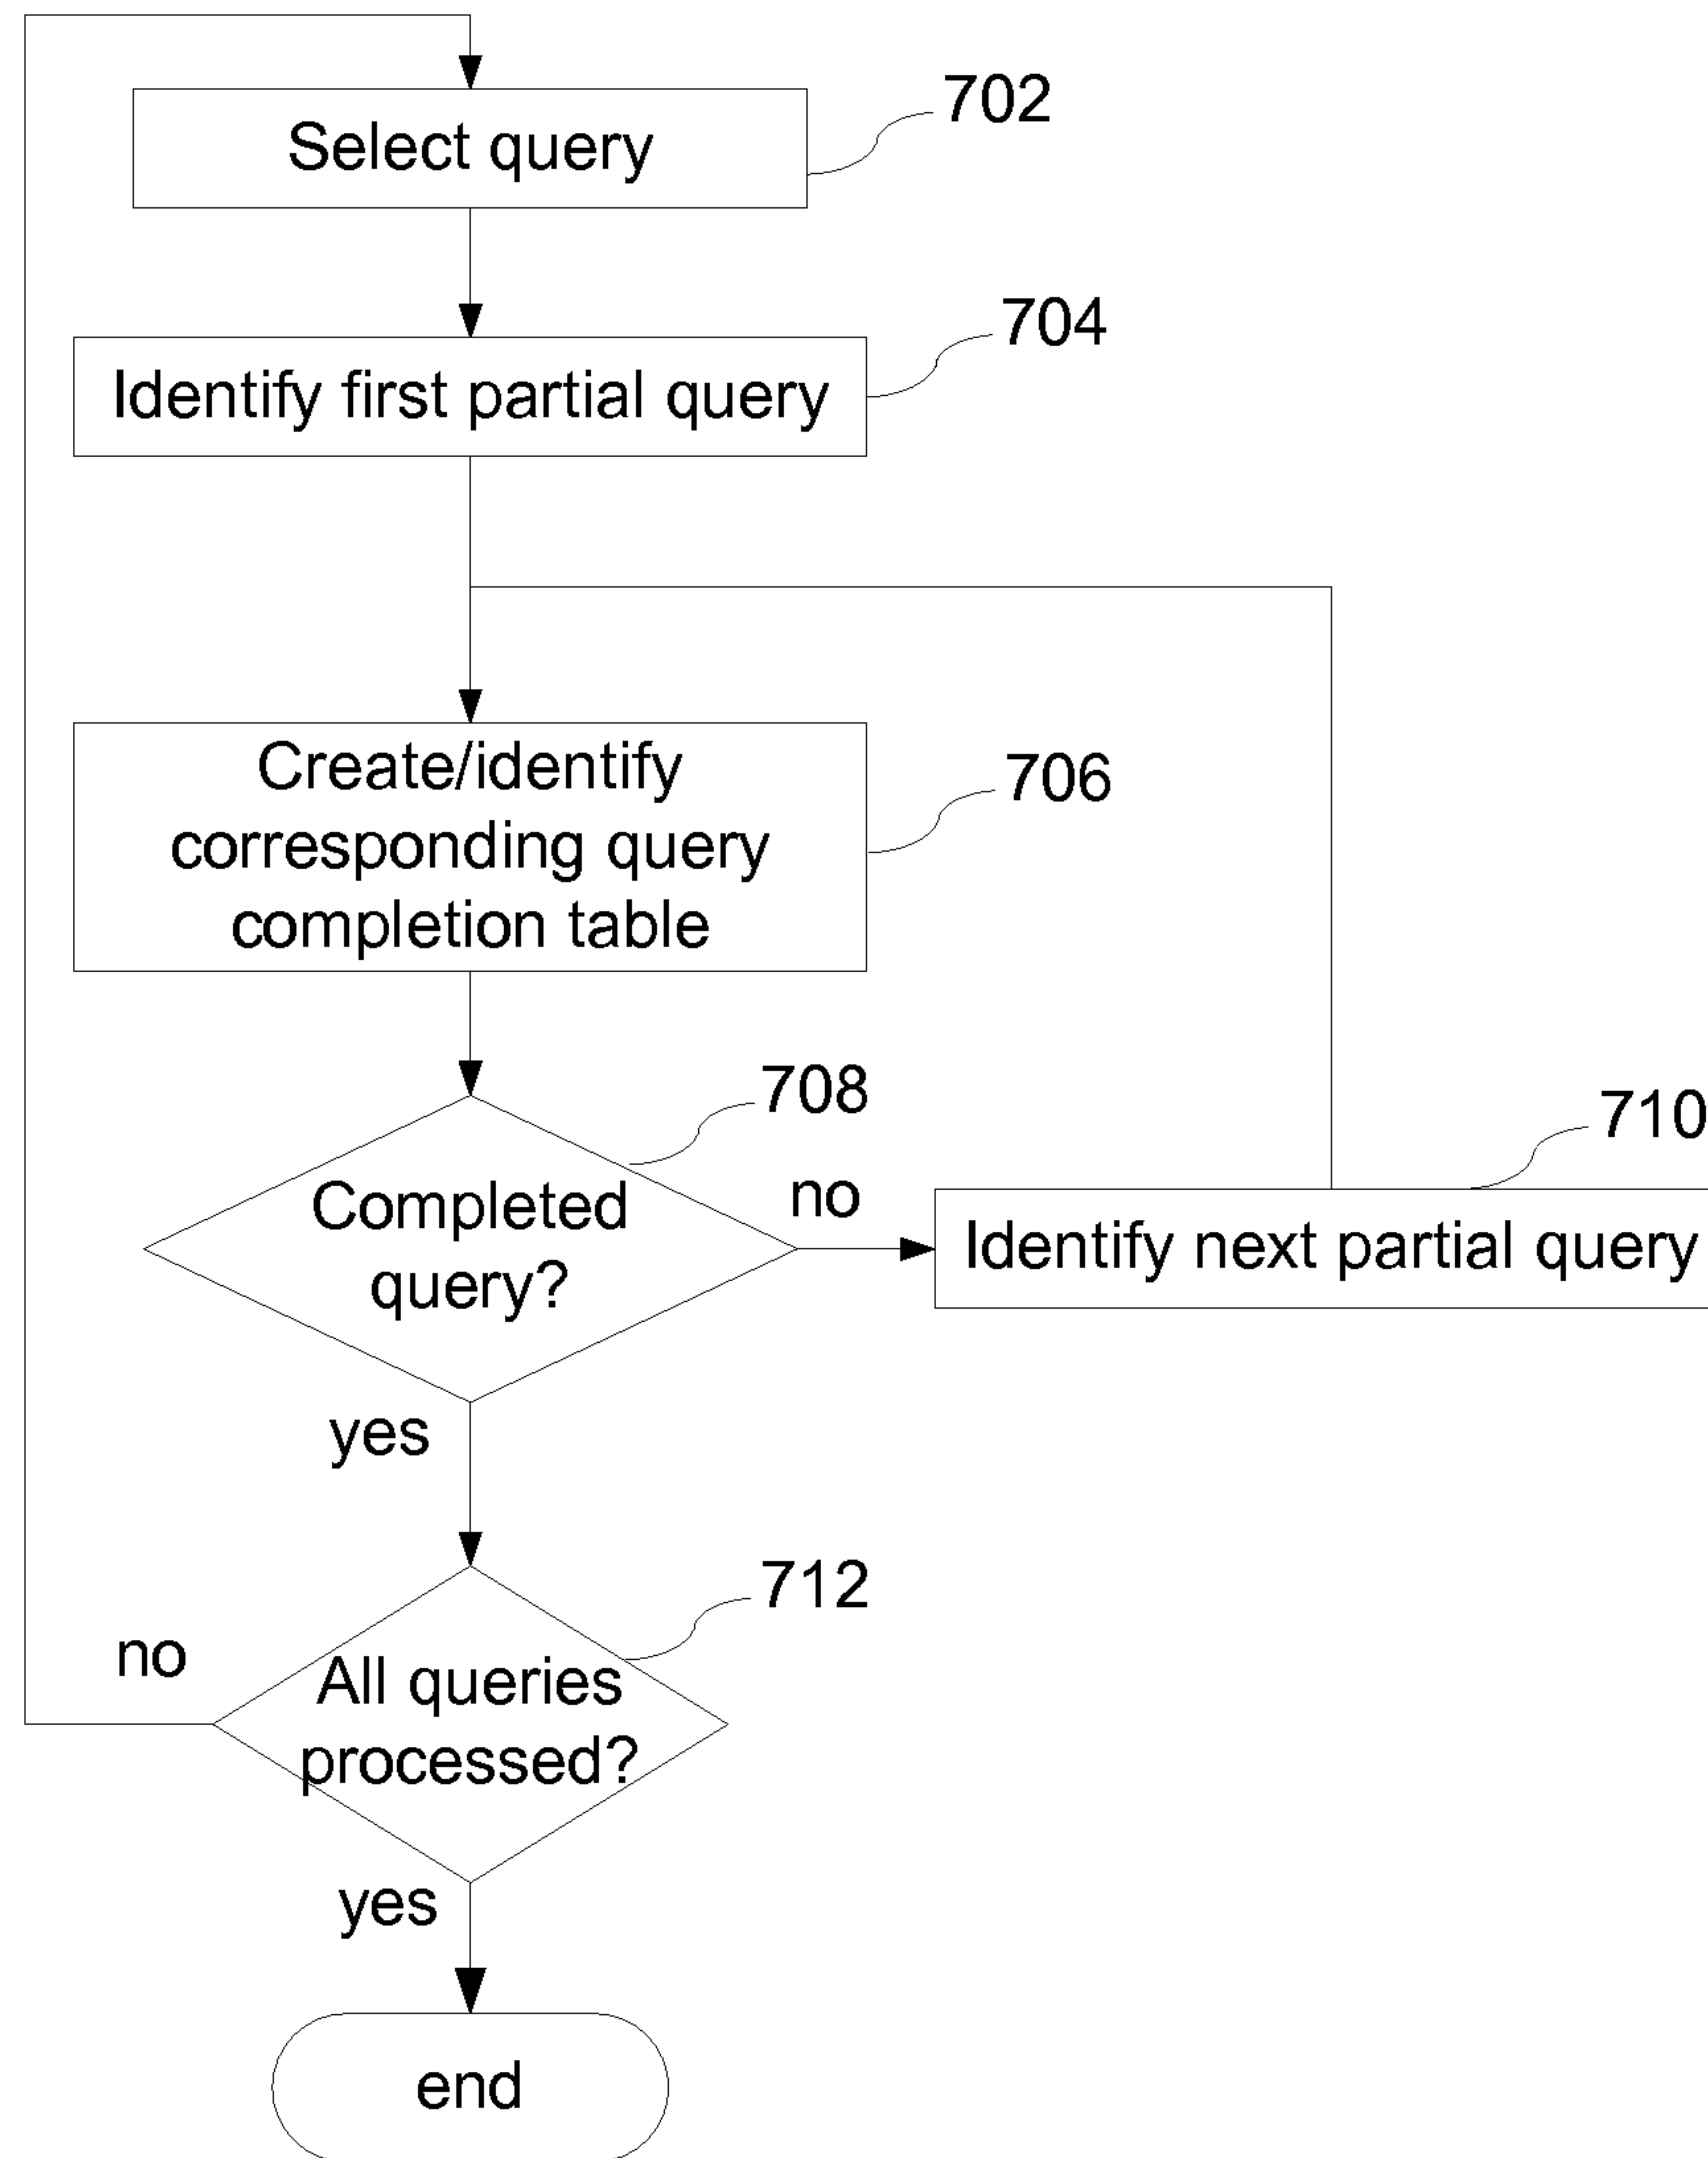 702
Select query
704
Identify first partial query
706
Create/identify
corresponding query
completion table
708
710
no
Completed
query?
Identify next partial query
yes
712
no
All queries
processed?
yes
end